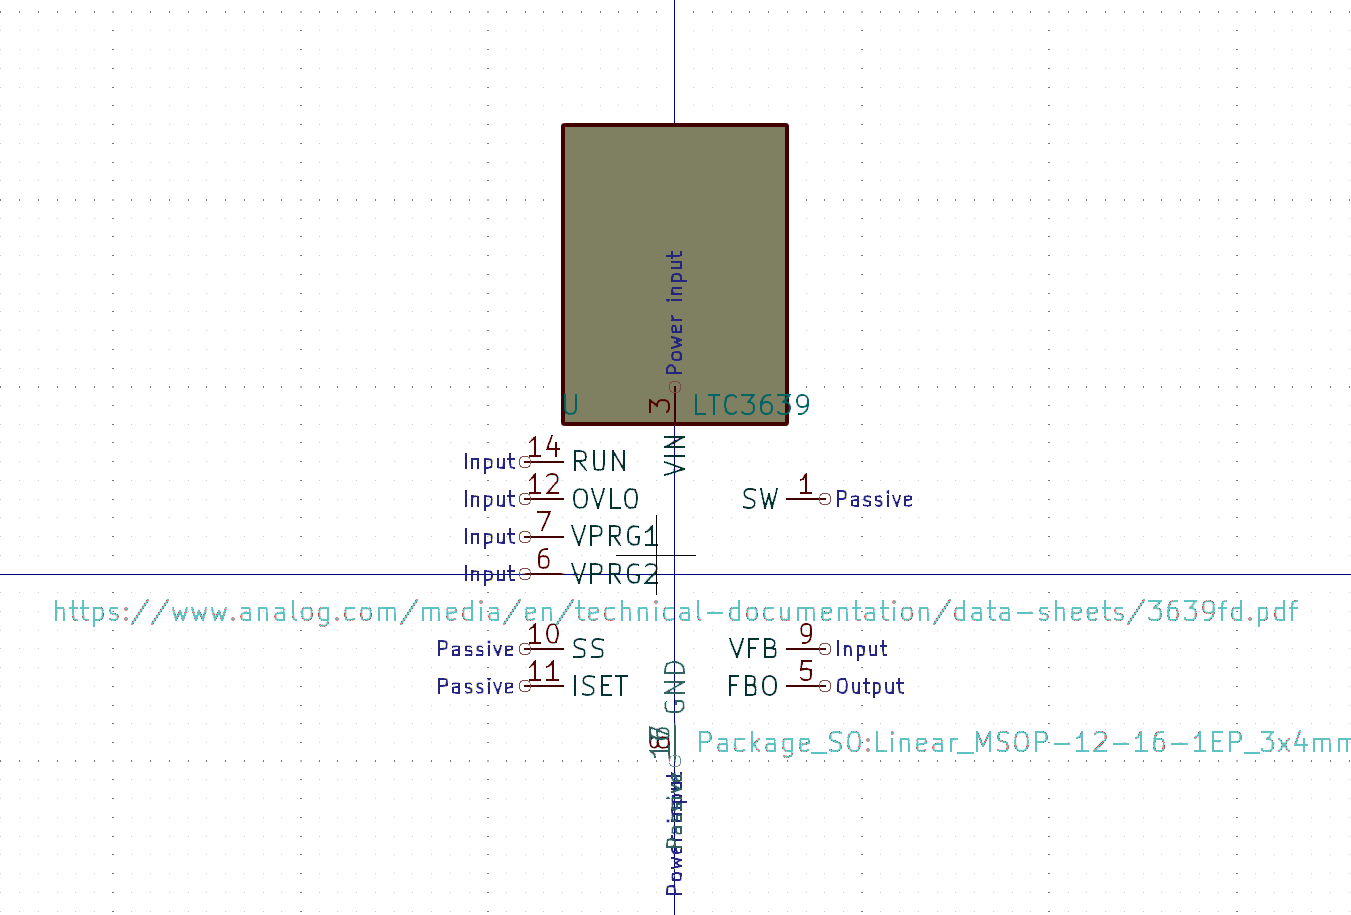 Power input
3
U
LTC3639
VIN
14
Input
RUN
12
Input
OVLO
SW
1
Passive
7
Input
VPRG1
6
Input
VPRG2
https://www.analog.com/media/en/technical-documentation/data-sheets/3639fd.pdf
10
Passive
SS
VFB
9
Input
11
Passive
ISET
GND
FBO
5
Output
Package_SO:Linear_MSOP-12-16-1EP_3x4mm